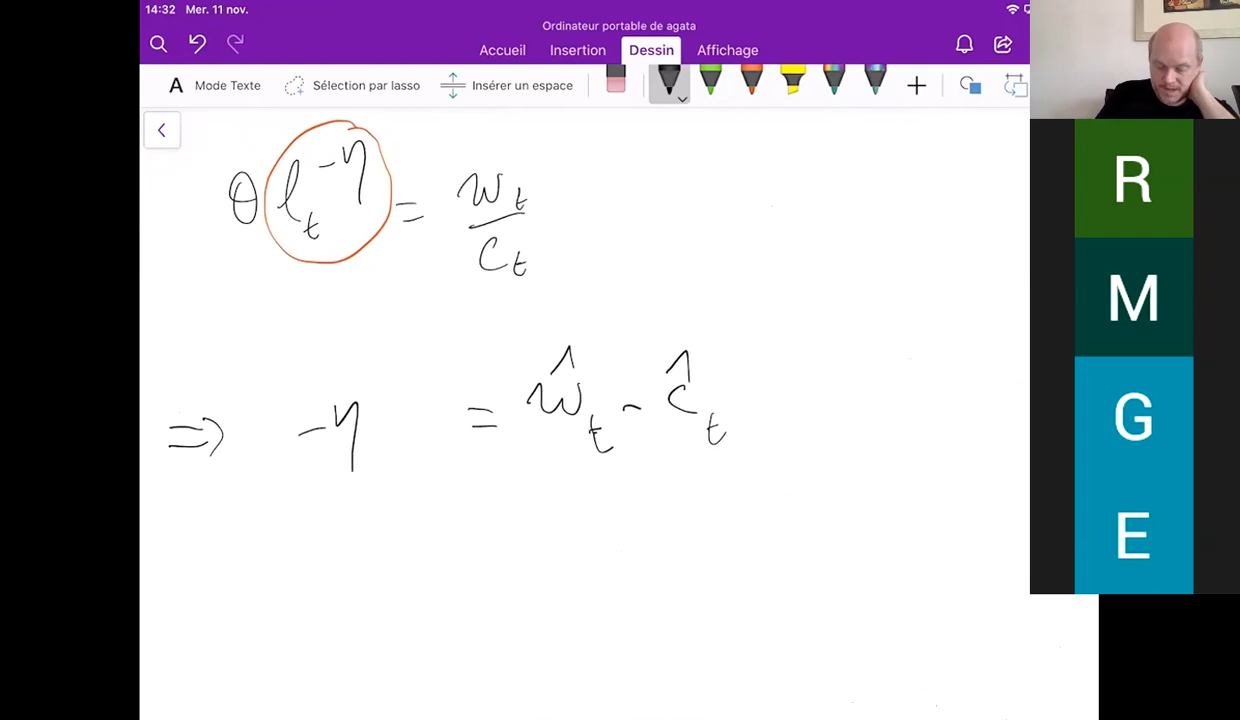 14:32 Mer. 11 nov.
Ordinateur portable de agata
Accueil Insertion Dessin Affichage
A Mode Texte Sélection par lasso Insérer un espace
θ ℓ_t^{-η} = w_t / c_t
⇒ -η = ŵ_t - ĉ_t
R
M
G
E